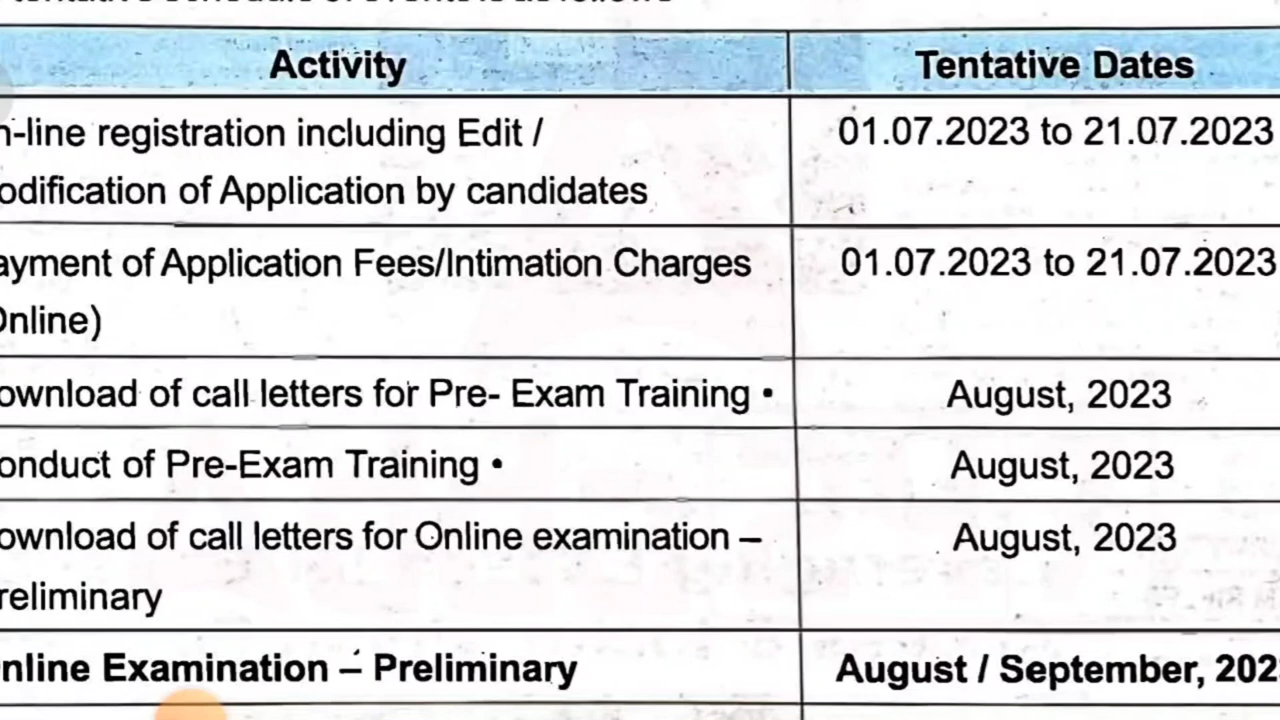 Activity
Tentative Dates
n-line registration including Edit /
odification of Application by candidates
01.07.2023 to 21.07.2023
ayment of Application Fees/Intimation Charges
Online)
01.07.2023 to 21.07.2023
ownload of call letters for Pre- Exam Training •
August, 2023
onduct of Pre-Exam Training •
August, 2023
ownload of call letters for Online examination –
reliminary
August, 2023
nline Examination – Preliminary
August / September, 202